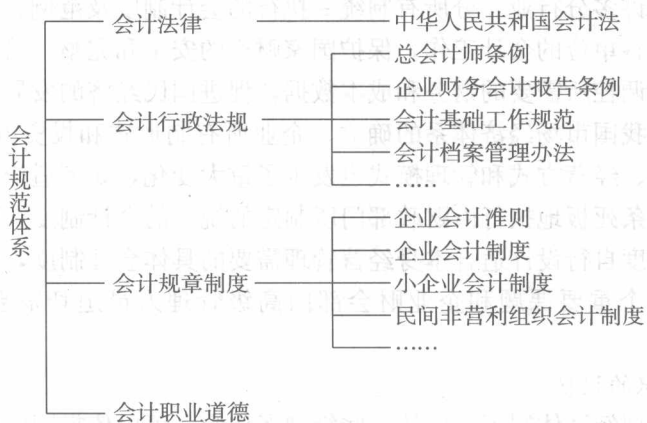 会计规范体系
会计法律
中华人民共和国会计法
会计行政法规
总会计师条例
企业财务会计报告条例
会计基础工作规范
会计档案管理办法
……
会计规章制度
企业会计准则
企业会计制度
小企业会计制度
民间非营利组织会计制度
……
会计职业道德